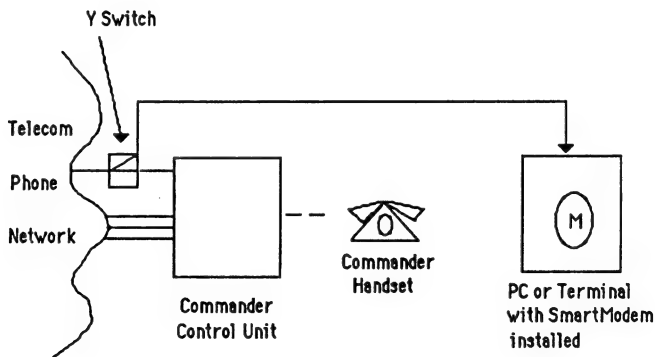 Y Switch
Telecom
Phone
Network
Commander
Control Unit
Commander
Handset
M
PC or Terminal
with SmartModem
installed